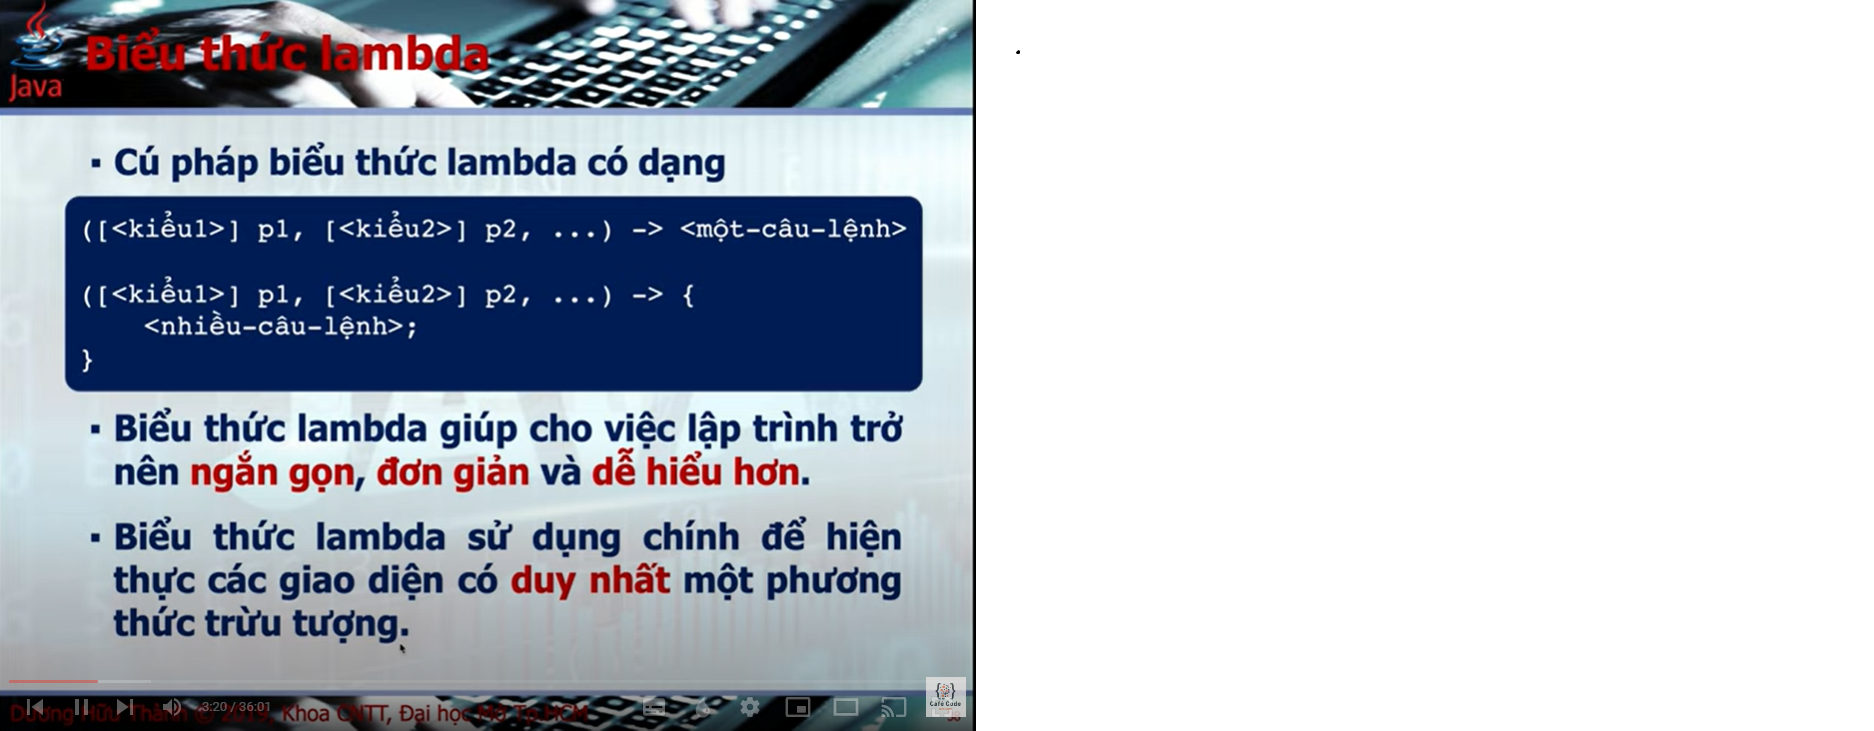 Biểu thức lambda
Java
▪ Cú pháp biểu thức lambda có dạng
([<kiểu1>] p1, [<kiểu2>] p2, ...) -> <một-câu-lệnh>
([<kiểu1>] p1, [<kiểu2>] p2, ...) -> {
<nhiều-câu-lệnh>;
}
▪ Biểu thức lambda giúp cho việc lập trình trở
nên ngắn gọn, đơn giản và dễ hiểu hơn.
▪ Biểu thức lambda sử dụng chính để hiện
thực các giao diện có duy nhất một phương
thức trừu tượng.
3:20 / 36:01
Dương Hữu Thành © 2019, Khoa CNTT, Đại học Mở Tp.HCM
Café Code